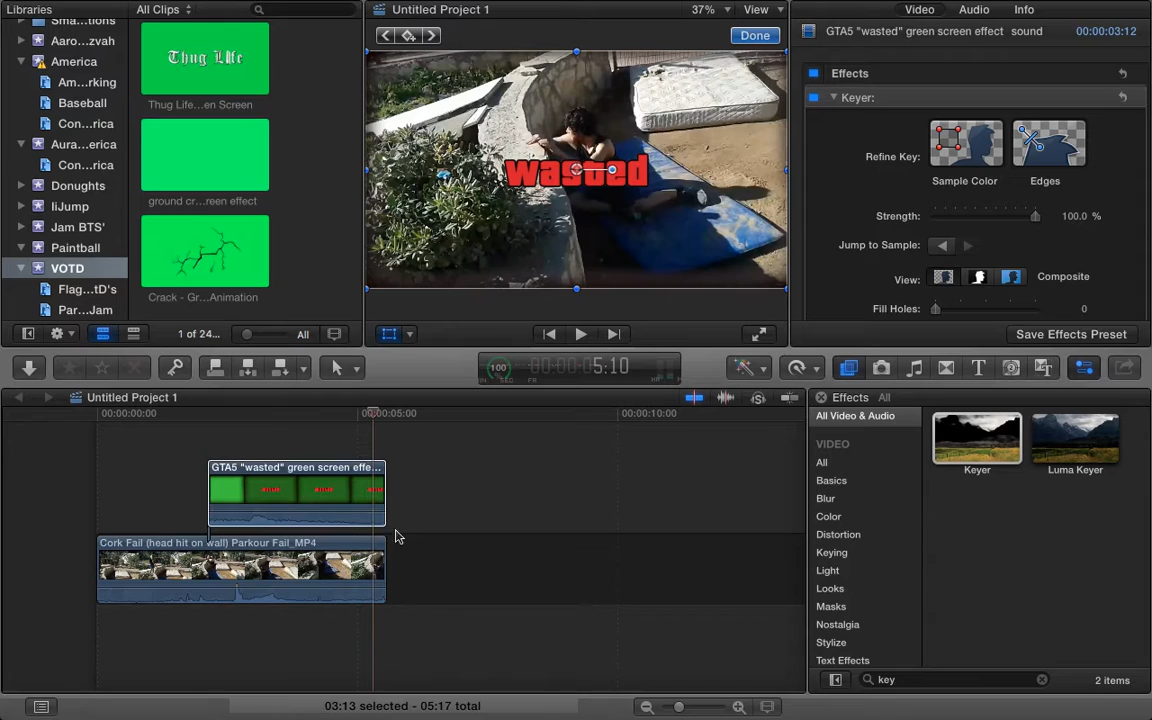 Libraries
All Clips
Untitled Project 1
37%
View
Video
Audio
Info
Aaro...zvah
America
Am...rking
Baseball
Con...rica
Aura...erica
Con...rica
Donughts
IiJump
Jam BTS'
Paintball
VOTD
Flag...tD's
Par...Jam
Thug Life
Thug Life...en Screen
ground cr...reen effect
Crack - Gr...Animation
Done
wasted
GTA5 "wasted" green screen effect sound
00:00:03:12
Effects
Keyer:
Refine Key:
Sample Color
Edges
Strength:
100.0 %
Jump to Sample:
View:
Composite
Fill Holes:
0
1 of 24...
All
Save Effects Preset
100
5:10
Untitled Project 1
00:00:00:00
00:00:05:00
00:00:10:00
GTA5 "wasted" green screen effe...
Cork Fail (head hit on wall) Parkour Fail_MP4
Effects
All
All Video & Audio
VIDEO
All
Basics
Blur
Color
Distortion
Keying
Light
Looks
Masks
Nostalgia
Stylize
Text Effects
Keyer
Luma Keyer
key
2 items
03:13 selected - 05:17 total